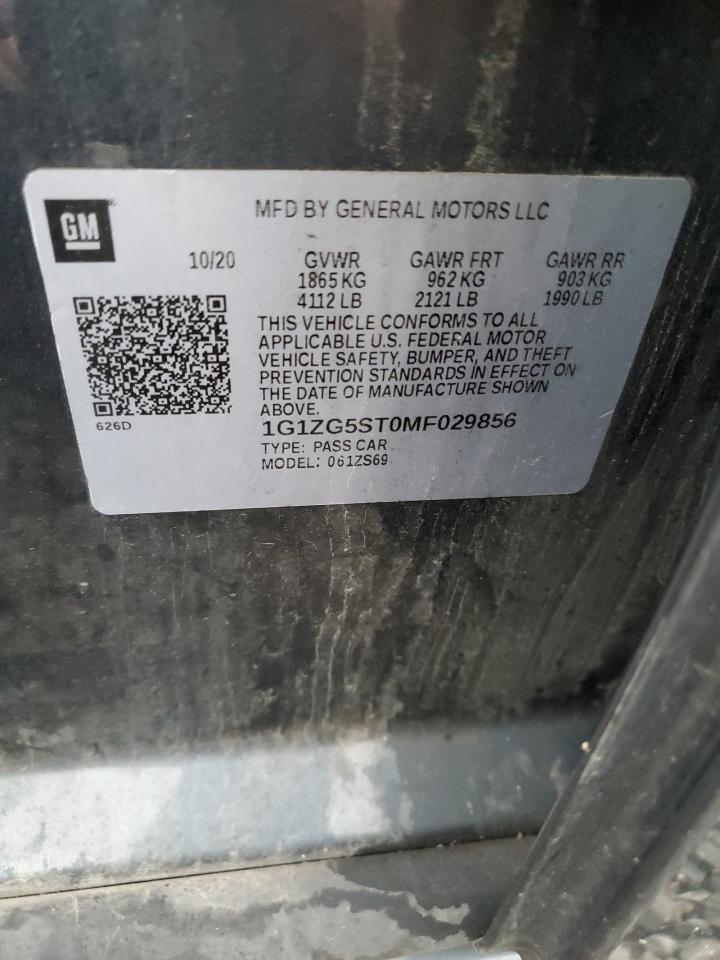 GM
MFD BY GENERAL MOTORS LLC
10/20 GVWR GAWR FRT GAWR RR
1865 KG 962 KG 903 KG
4112 LB 2121 LB 1990 LB
THIS VEHICLE CONFORMS TO ALL
APPLICABLE U.S. FEDERAL MOTOR
VEHICLE SAFETY, BUMPER, AND THEFT
PREVENTION STANDARDS IN EFFECT ON
THE DATE OF MANUFACTURE SHOWN
ABOVE.
626D
1G1ZG5ST0MF029856
TYPE: PASS CAR
MODEL: 061ZS69